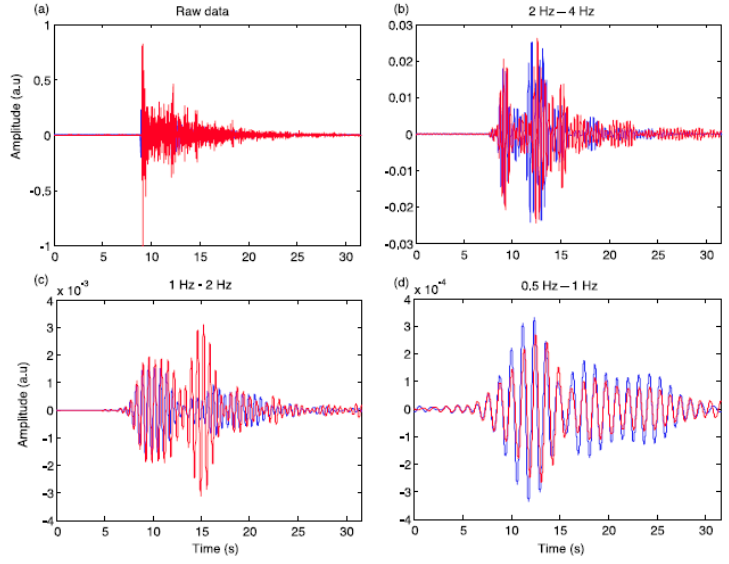 (a) Raw data
1
0.5
0
-0.5
-1
Amplitude (a.u)
0 5 10 15 20 25 30
(b) 2 Hz — 4 Hz
0.03
0.02
0.01
0
-0.01
-0.02
-0.03
0 5 10 15 20 25 30
(c) 1 Hz - 2 Hz
x 10⁻³
4
3
2
1
0
-1
-2
-3
-4
Amplitude (a.u)
0 5 10 15 20 25 30
Time (s)
(d) 0.5 Hz — 1 Hz
x 10⁻⁴
4
3
2
1
0
-1
-2
-3
-4
0 5 10 15 20 25 30
Time (s)